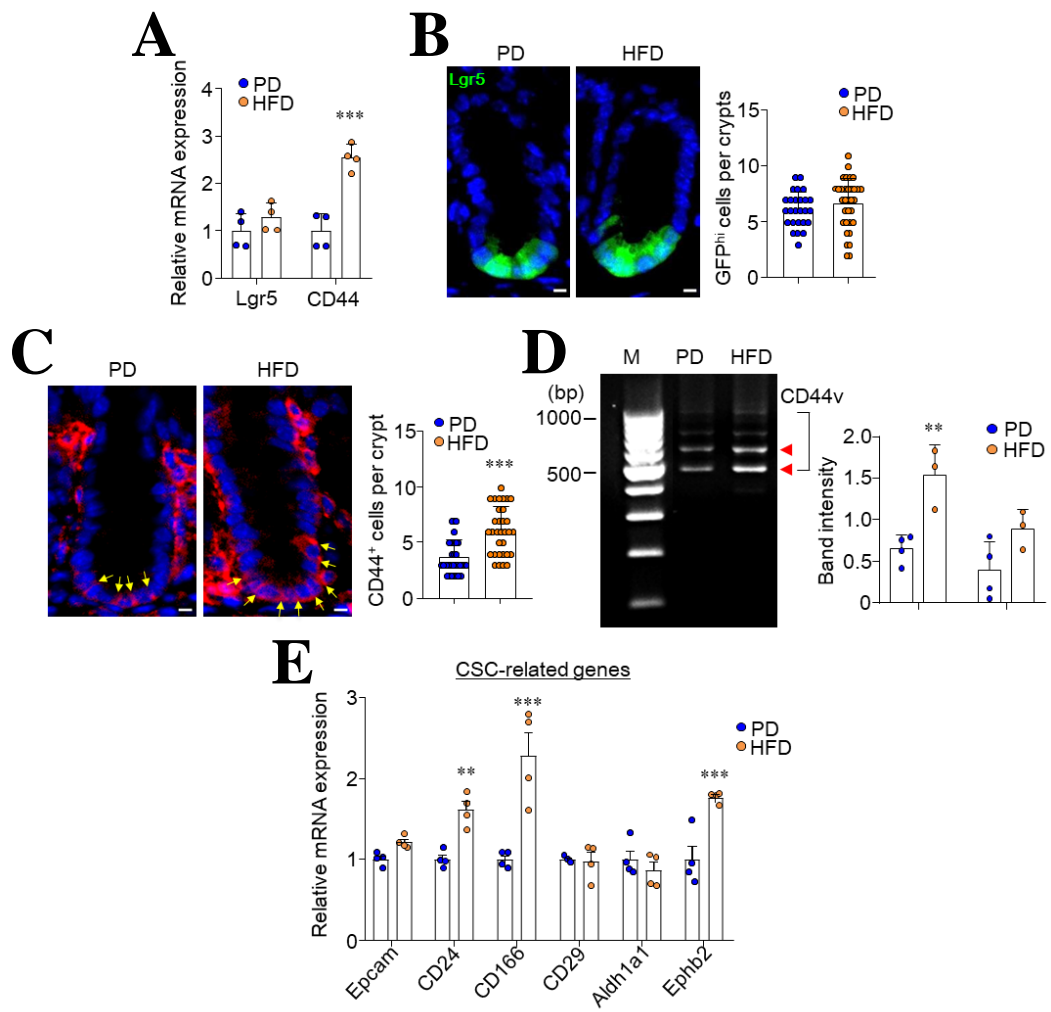 A
Relative mRNA expression
PD
HFD
4
3
2
1
0
***
Lgr5
CD44
B
PD
HFD
Lgr5
GFPhi cells per crypts
PD
HFD
15
10
5
0
C
PD
HFD
CD44+ cells per crypt
PD
HFD
15
10
5
0
***
D
M
PD
HFD
(bp)
1000
500
CD44v
Band intensity
2.0
1.5
1.0
0.5
0
**
PD
HFD
E
CSC-related genes
Relative mRNA expression
3
2
1
0
**
***
***
PD
HFD
Epcam
CD24
CD166
CD29
Aldh1a1
Ephb2